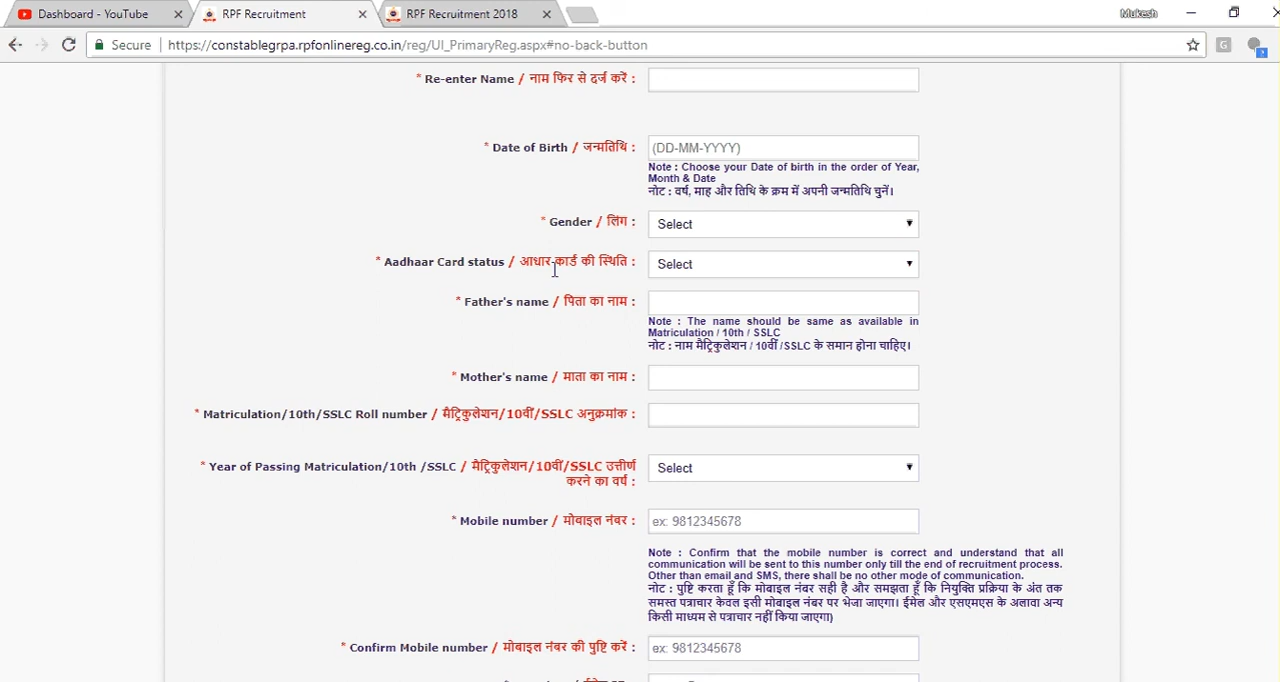 Dashboard - YouTube
RPF Recruitment
RPF Recruitment 2018
Mukesh
Secure
https://constablegrpa.rpfonlinereg.co.in/reg/UI_PrimaryReg.aspx#no-back-button
G
* Re-enter Name / नाम फिर से दर्ज करें :
* Date of Birth / जन्मतिथि :
(DD-MM-YYYY)
Note : Choose your Date of birth in the order of Year,
Month & Date
नोट : वर्ष, माह और तिथि के क्रम में अपनी जन्मतिथि चुनें।
* Gender / लिंग :
Select
* Aadhaar Card status / आधार कार्ड की स्थिति :
Select
* Father's name / पिता का नाम :
Note : The name should be same as available in
Matriculation / 10th / SSLC
नोट : नाम मैट्रिकुलेशन / 10वीं /SSLC के समान होना चाहिए।
* Mother's name / माता का नाम :
* Matriculation/10th/SSLC Roll number / मैट्रिकुलेशन/10वीं/SSLC अनुक्रमांक :
* Year of Passing Matriculation/10th /SSLC / मैट्रिकुलेशन/10वीं/SSLC उत्तीर्ण
करने का वर्ष :
Select
* Mobile number / मोबाइल नंबर :
ex: 9812345678
Note : Confirm that the mobile number is correct and understand that all
communication will be sent to this number only till the end of recruitment process.
Other than email and SMS, there shall be no other mode of communication.
नोट : पुष्टि करता हूँ कि मोबाइल नंबर सही है और समझता हूँ कि नियुक्ति प्रक्रिया के अंत तक
समस्त पत्राचार केवल इसी मोबाइल नंबर पर भेजा जाएगा। ईमेल और एसएमएस के अलावा अन्य
किसी माध्यम से पत्राचार नहीं किया जाएगा)
* Confirm Mobile number / मोबाइल नंबर की पुष्टि करें :
ex: 9812345678